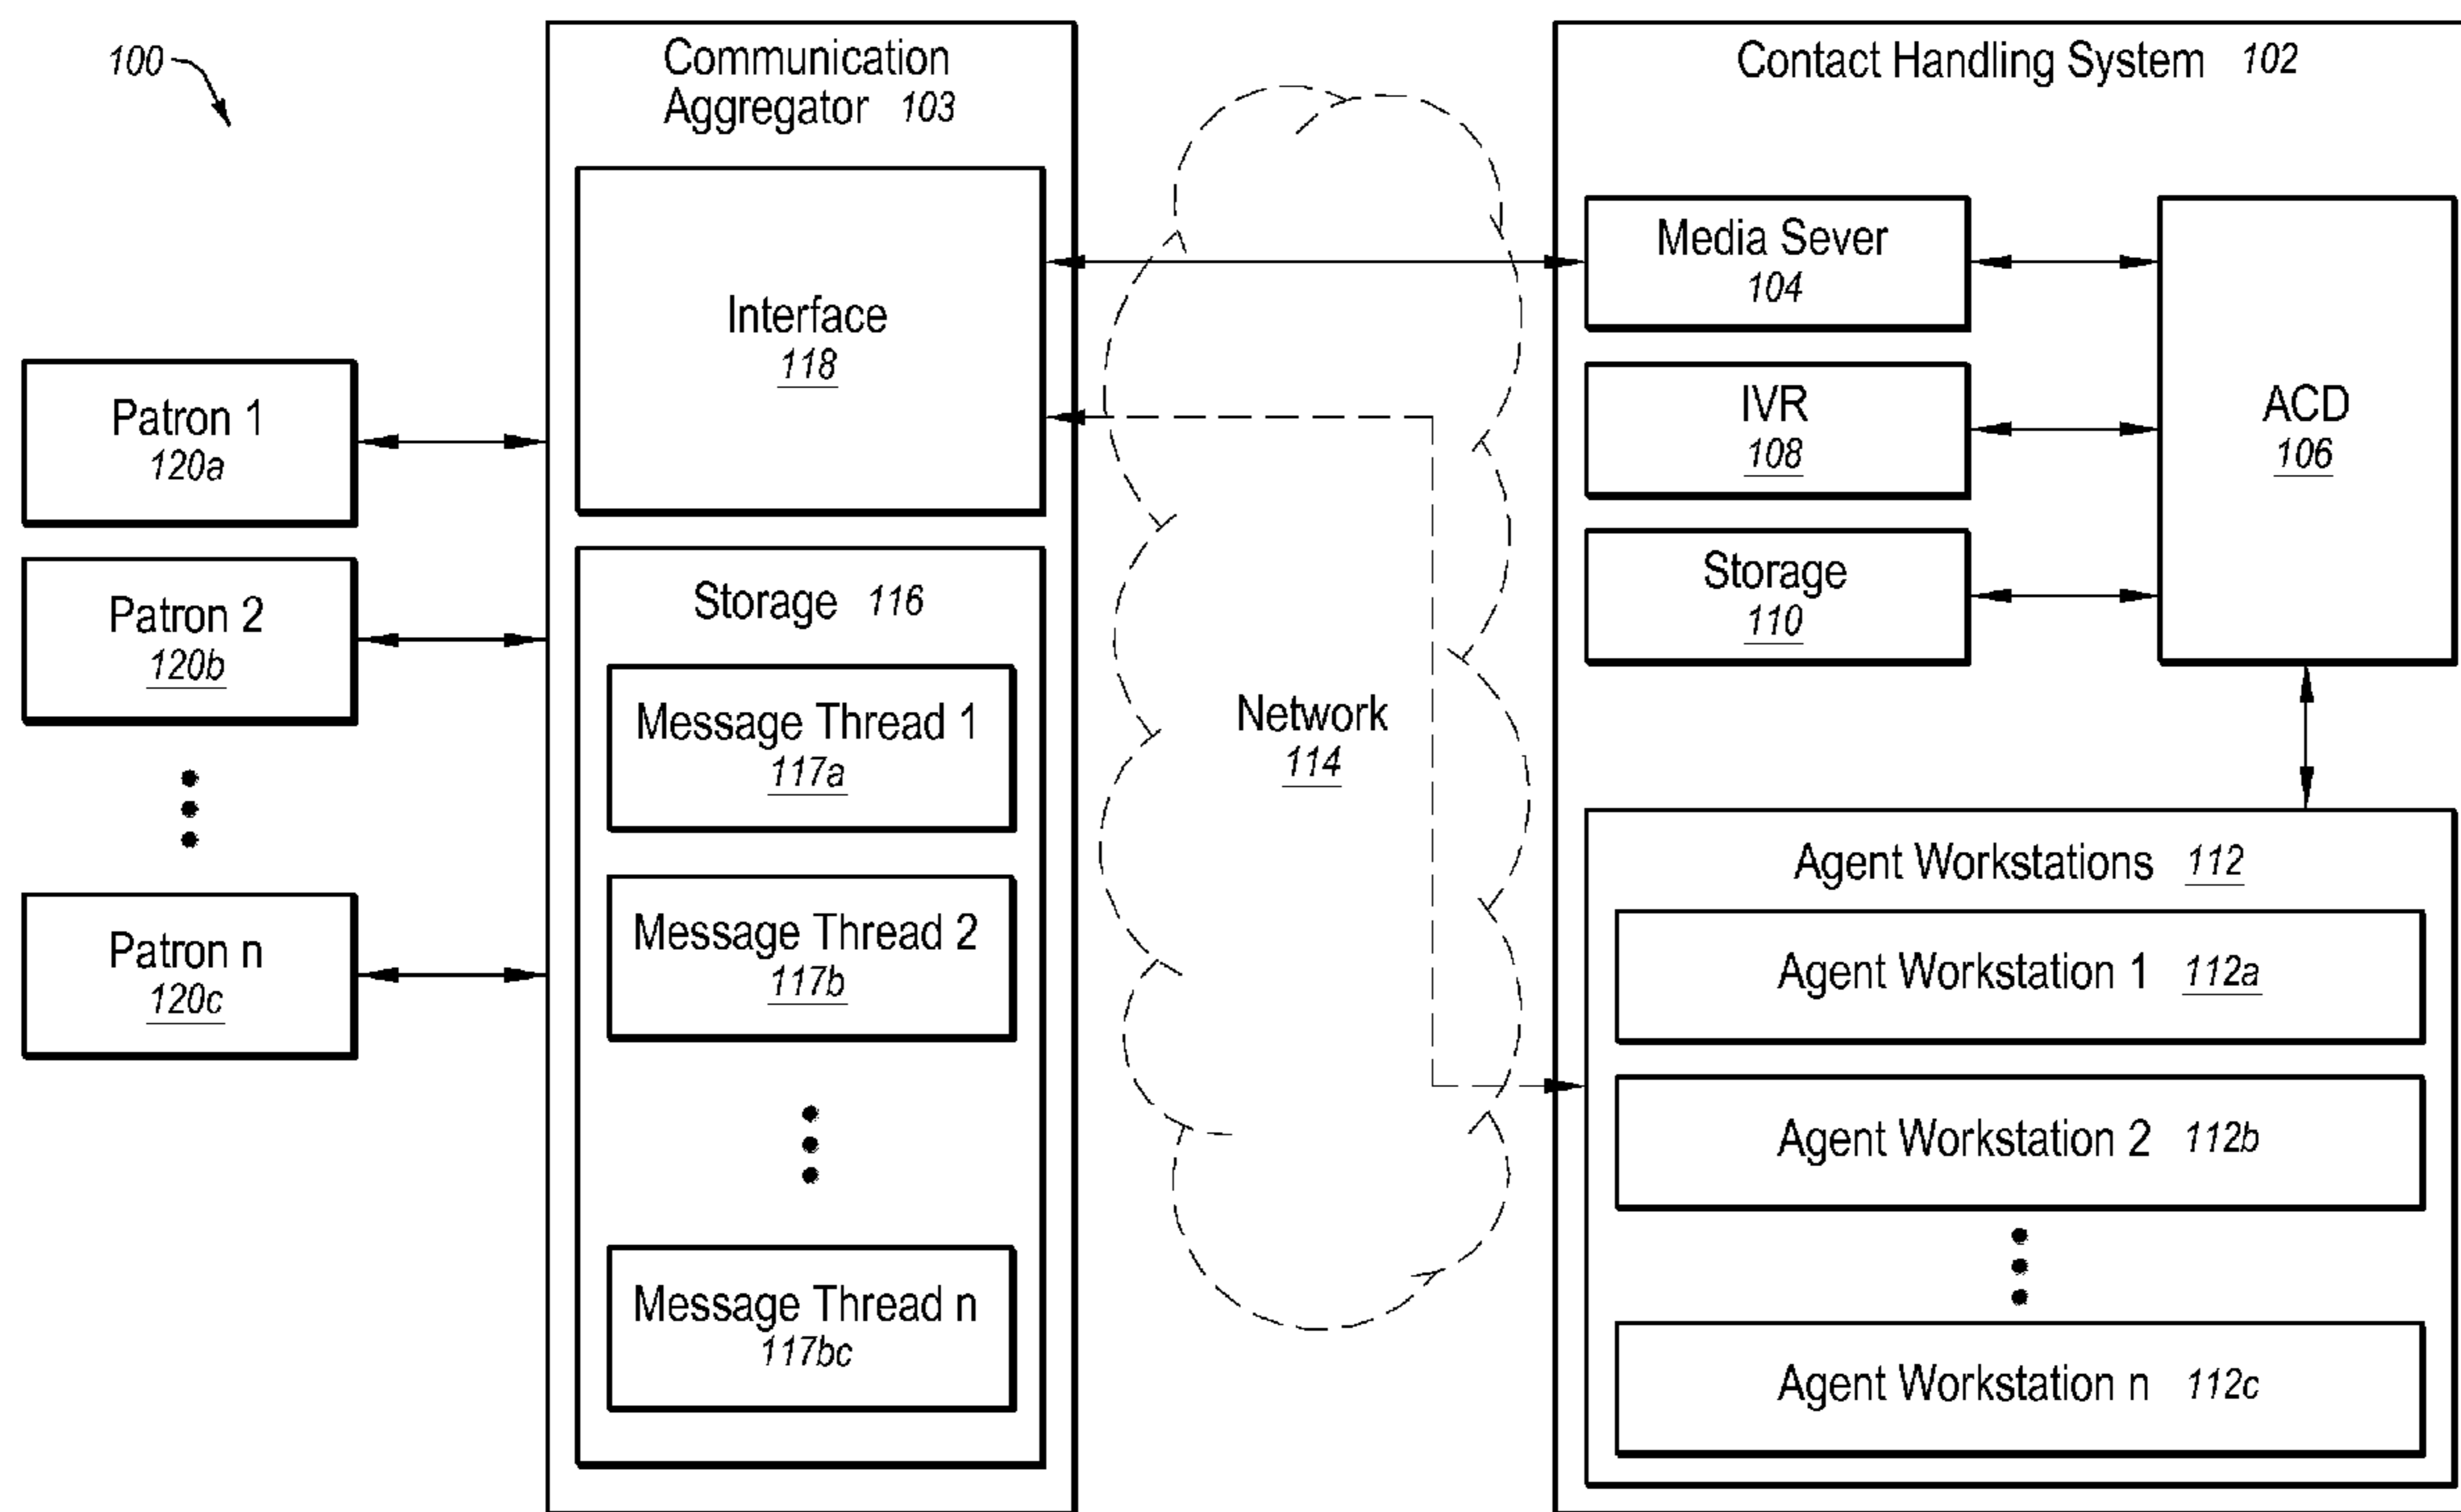 100
Communication
Aggregator 103
Interface
118
Storage 116
Message Thread 1
117a
Message Thread 2
117b
Message Thread n
117bc
Patron 1
120a
Patron 2
120b
Patron n
120c
Network
114
Contact Handling System 102
Media Sever
104
IVR
108
Storage
110
ACD
106
Agent Workstations 112
Agent Workstation 1 112a
Agent Workstation 2 112b
Agent Workstation n 112c